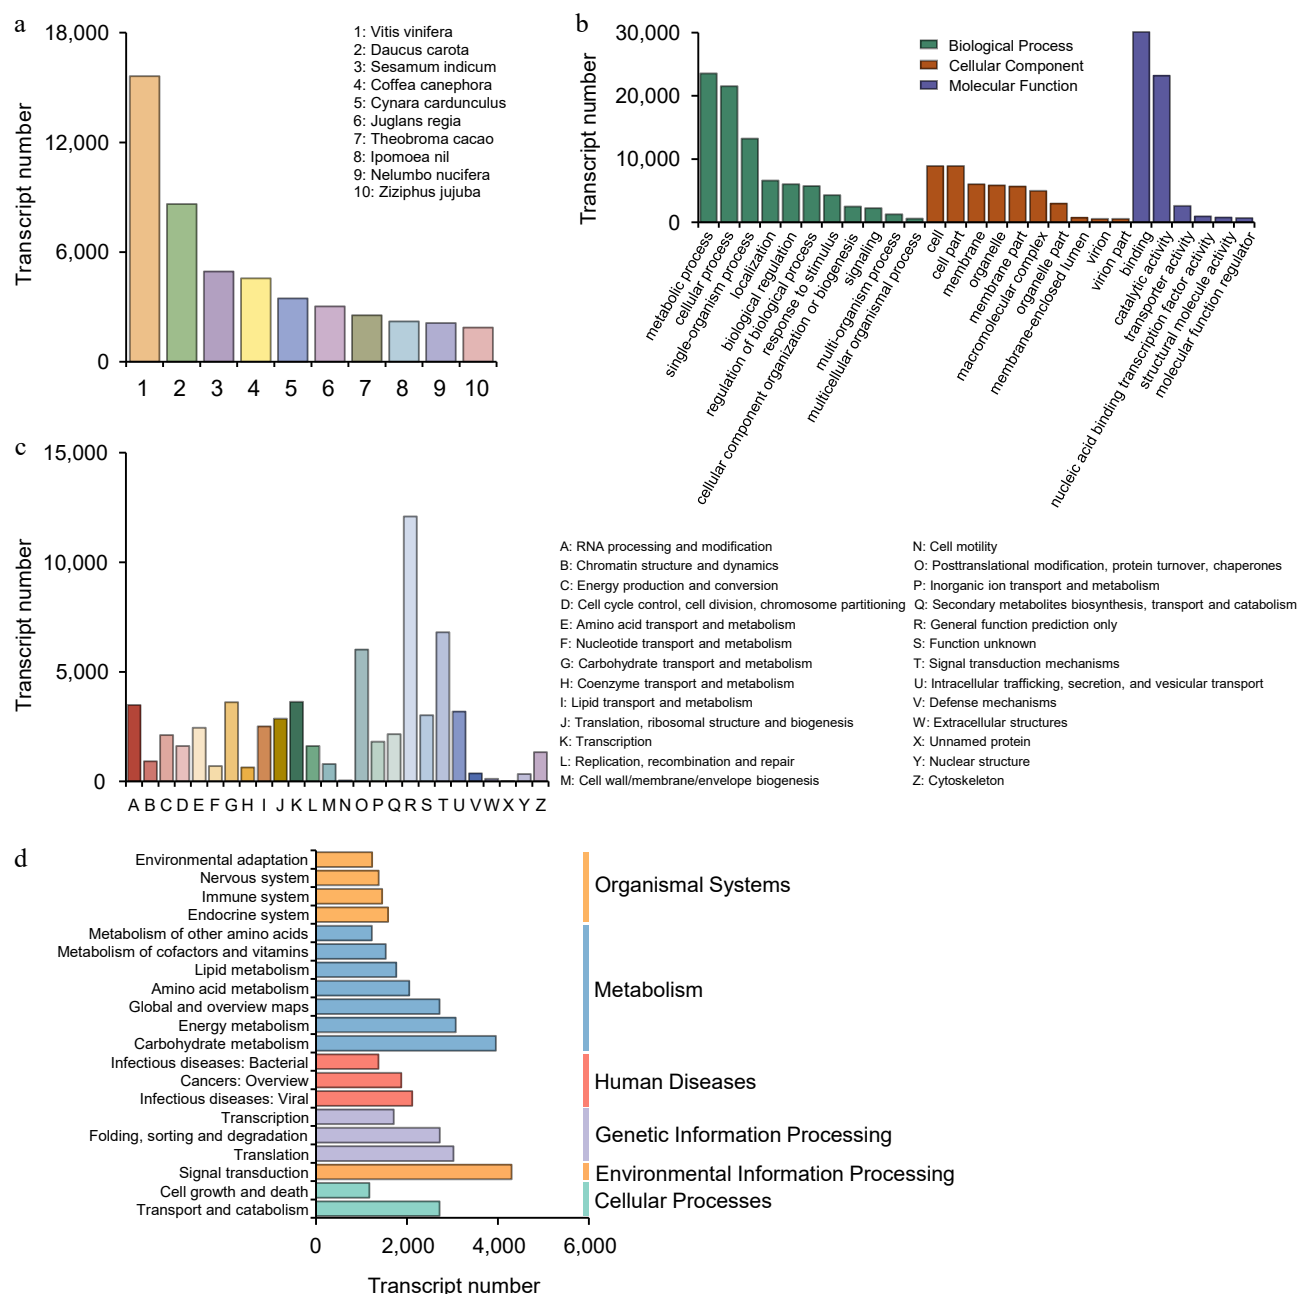 a
18,000
12,000
6,000
0
Transcript number
1 2 3 4 5 6 7 8 9 10
1: Vitis vinifera
2: Daucus carota
3: Sesamum indicum
4: Coffea canephora
5: Cynara cardunculus
6: Juglans regia
7: Theobroma cacao
8: Ipomoea nil
9: Nelumbo nucifera
10: Ziziphus jujuba
b
30,000
20,000
10,000
0
Transcript number
Biological Process
Cellular Component
Molecular Function
metabolic process
cellular process
single-organism process
localization
biological regulation
regulation of biological process
response to stimulus
cellular component organization or biogenesis
signaling
multi-organism process
multicellular organismal process
cell
cell part
membrane
organelle
membrane part
macromolecular complex
organelle part
membrane-enclosed lumen
virion
virion part
binding
catalytic activity
transporter activity
nucleic acid binding transcription factor activity
structural molecule activity
molecular function regulator
c
15,000
10,000
5,000
0
Transcript number
A B C D E F G H I J K L M N O P Q R S T U V W X Y Z
A: RNA processing and modification
B: Chromatin structure and dynamics
C: Energy production and conversion
D: Cell cycle control, cell division, chromosome partitioning
E: Amino acid transport and metabolism
F: Nucleotide transport and metabolism
G: Carbohydrate transport and metabolism
H: Coenzyme transport and metabolism
I: Lipid transport and metabolism
J: Translation, ribosomal structure and biogenesis
K: Transcription
L: Replication, recombination and repair
M: Cell wall/membrane/envelope biogenesis
N: Cell motility
O: Posttranslational modification, protein turnover, chaperones
P: Inorganic ion transport and metabolism
Q: Secondary metabolites biosynthesis, transport and catabolism
R: General function prediction only
S: Function unknown
T: Signal transduction mechanisms
U: Intracellular trafficking, secretion, and vesicular transport
V: Defense mechanisms
W: Extracellular structures
X: Unnamed protein
Y: Nuclear structure
Z: Cytoskeleton
d
Environmental adaptation
Nervous system
Immune system
Endocrine system
Metabolism of other amino acids
Metabolism of cofactors and vitamins
Lipid metabolism
Amino acid metabolism
Global and overview maps
Energy metabolism
Carbohydrate metabolism
Infectious diseases: Bacterial
Cancers: Overview
Infectious diseases: Viral
Transcription
Folding, sorting and degradation
Translation
Signal transduction
Cell growth and death
Transport and catabolism
Organismal Systems
Metabolism
Human Diseases
Genetic Information Processing
Environmental Information Processing
Cellular Processes
0 2,000 4,000 6,000
Transcript number